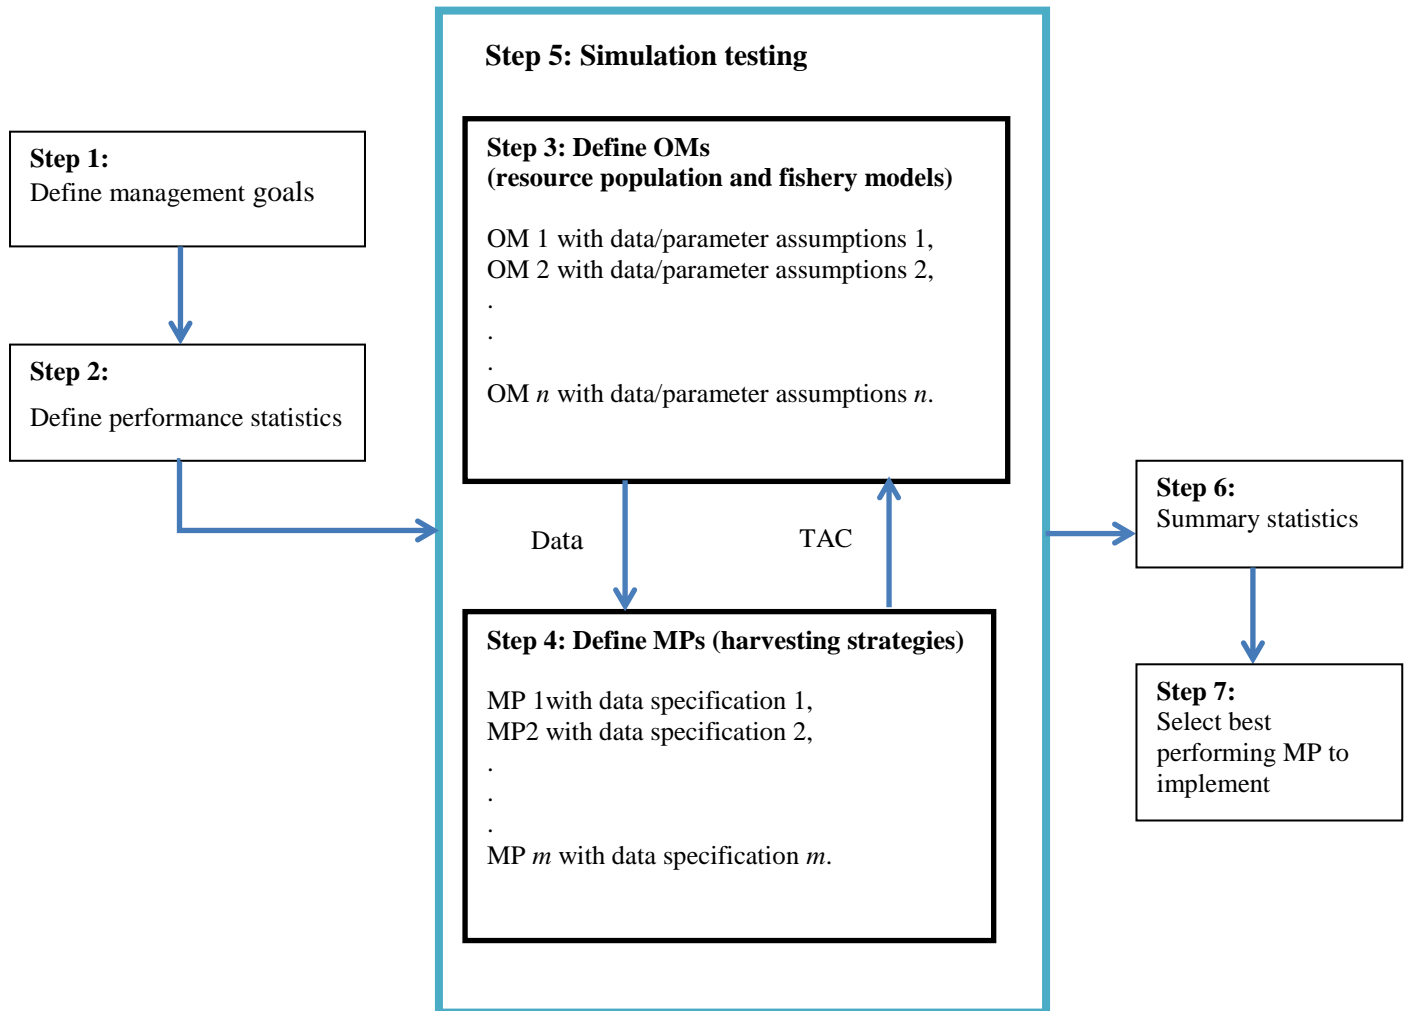 Step 1:
Define management goals
Step 2:
Define performance statistics
Step 5: Simulation testing
Step 3: Define OMs
(resource population and fishery models)
OM 1 with data/parameter assumptions 1,
OM 2 with data/parameter assumptions 2,
.
.
.
OM n with data/parameter assumptions n.
Data
TAC
Step 4: Define MPs (harvesting strategies)
MP 1with data specification 1,
MP2 with data specification 2,
.
.
.
MP m with data specification m.
Step 6:
Summary statistics
Step 7:
Select best
performing MP to
implement